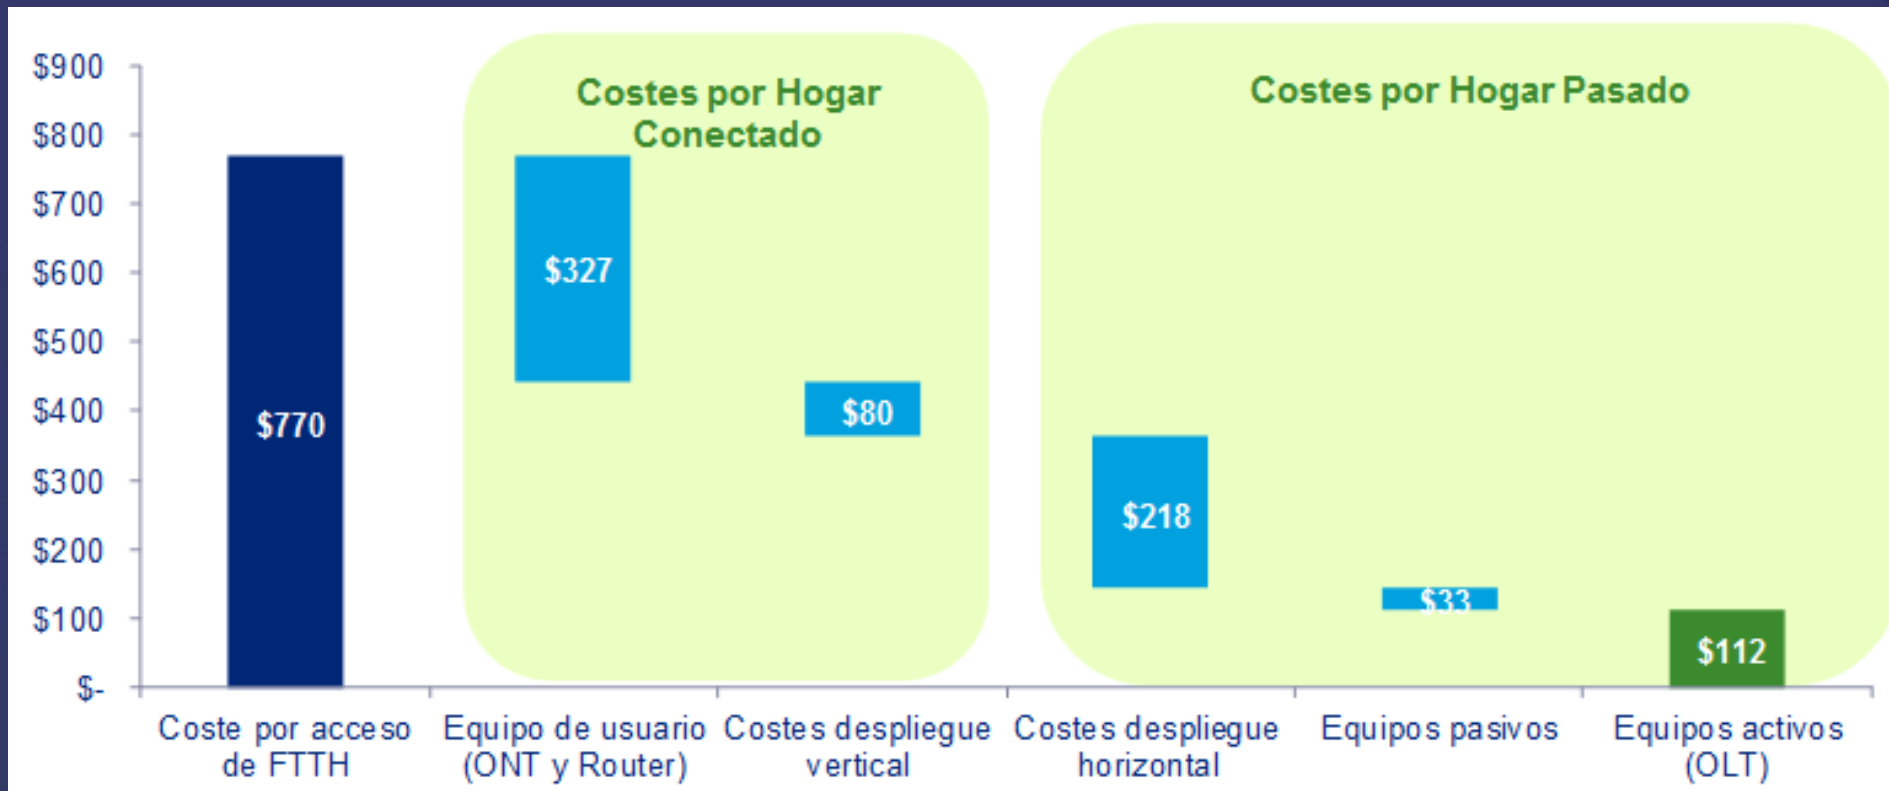 Costes por Hogar
Conectado
Costes por Hogar Pasado
$900
$800
$700
$600
$500
$400
$300
$200
$100
$-
$770
$327
$80
$218
$33
$112
Coste por acceso
de FTTH
Equipo de usuario
(ONT y Router)
Costes despliegue
vertical
Costes despliegue
horizontal
Equipos pasivos
Equipos activos
(OLT)